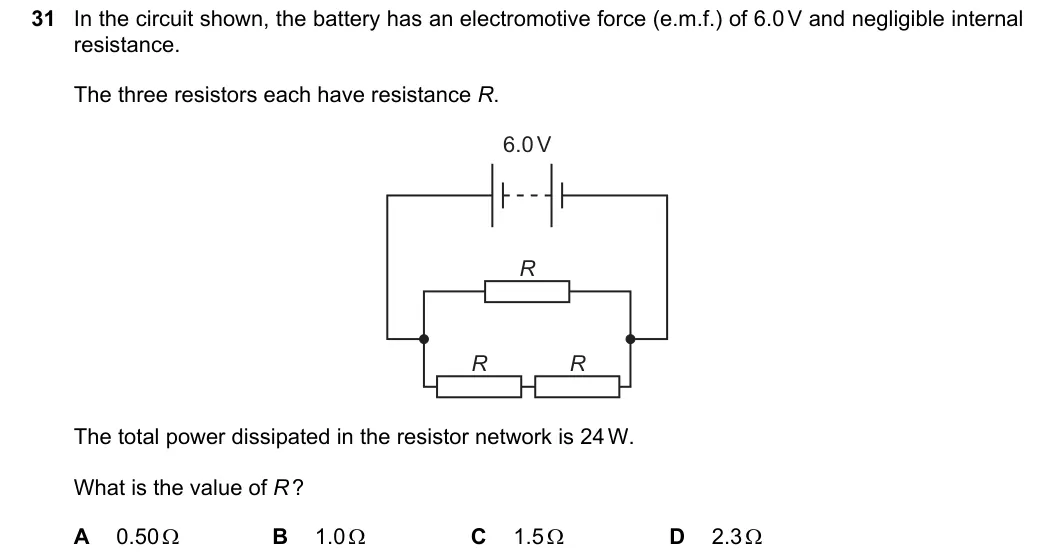 31 In the circuit shown, the battery has an electromotive force (e.m.f.) of 6.0 V and negligible internal
resistance.
The three resistors each have resistance R.
6.0 V
R
R R
The total power dissipated in the resistor network is 24 W.
What is the value of R?
A 0.50 Ω B 1.0 Ω C 1.5 Ω D 2.3 Ω